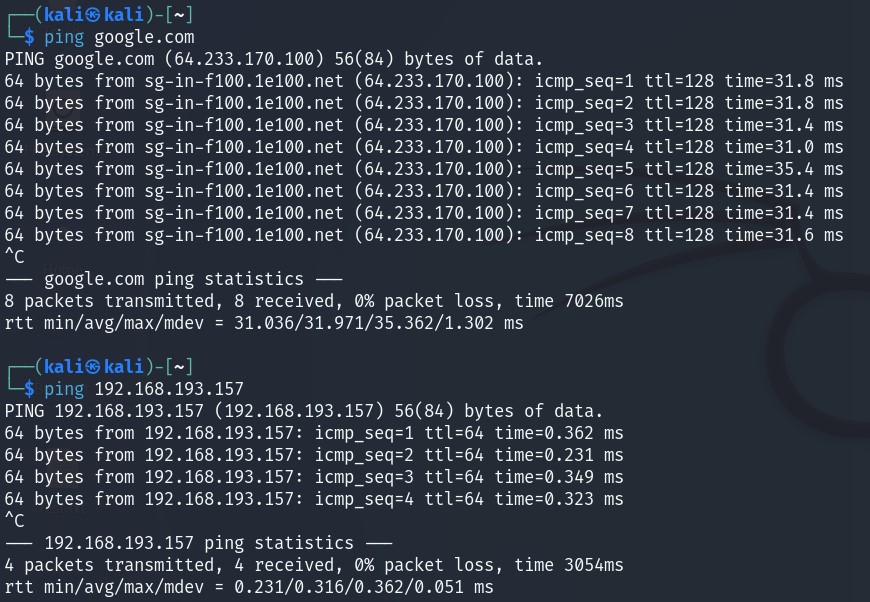 ┌──(kali㉿kali)-[~]
└─$ ping google.com
PING google.com (64.233.170.100) 56(84) bytes of data.
64 bytes from sg-in-f100.1e100.net (64.233.170.100): icmp_seq=1 ttl=128 time=31.8 ms
64 bytes from sg-in-f100.1e100.net (64.233.170.100): icmp_seq=2 ttl=128 time=31.8 ms
64 bytes from sg-in-f100.1e100.net (64.233.170.100): icmp_seq=3 ttl=128 time=31.4 ms
64 bytes from sg-in-f100.1e100.net (64.233.170.100): icmp_seq=4 ttl=128 time=31.0 ms
64 bytes from sg-in-f100.1e100.net (64.233.170.100): icmp_seq=5 ttl=128 time=35.4 ms
64 bytes from sg-in-f100.1e100.net (64.233.170.100): icmp_seq=6 ttl=128 time=31.4 ms
64 bytes from sg-in-f100.1e100.net (64.233.170.100): icmp_seq=7 ttl=128 time=31.4 ms
64 bytes from sg-in-f100.1e100.net (64.233.170.100): icmp_seq=8 ttl=128 time=31.6 ms
^C
--- google.com ping statistics ---
8 packets transmitted, 8 received, 0% packet loss, time 7026ms
rtt min/avg/max/mdev = 31.036/31.971/35.362/1.302 ms
┌──(kali㉿kali)-[~]
└─$ ping 192.168.193.157
PING 192.168.193.157 (192.168.193.157) 56(84) bytes of data.
64 bytes from 192.168.193.157: icmp_seq=1 ttl=64 time=0.362 ms
64 bytes from 192.168.193.157: icmp_seq=2 ttl=64 time=0.231 ms
64 bytes from 192.168.193.157: icmp_seq=3 ttl=64 time=0.349 ms
64 bytes from 192.168.193.157: icmp_seq=4 ttl=64 time=0.323 ms
^C
--- 192.168.193.157 ping statistics ---
4 packets transmitted, 4 received, 0% packet loss, time 3054ms
rtt min/avg/max/mdev = 0.231/0.316/0.362/0.051 ms